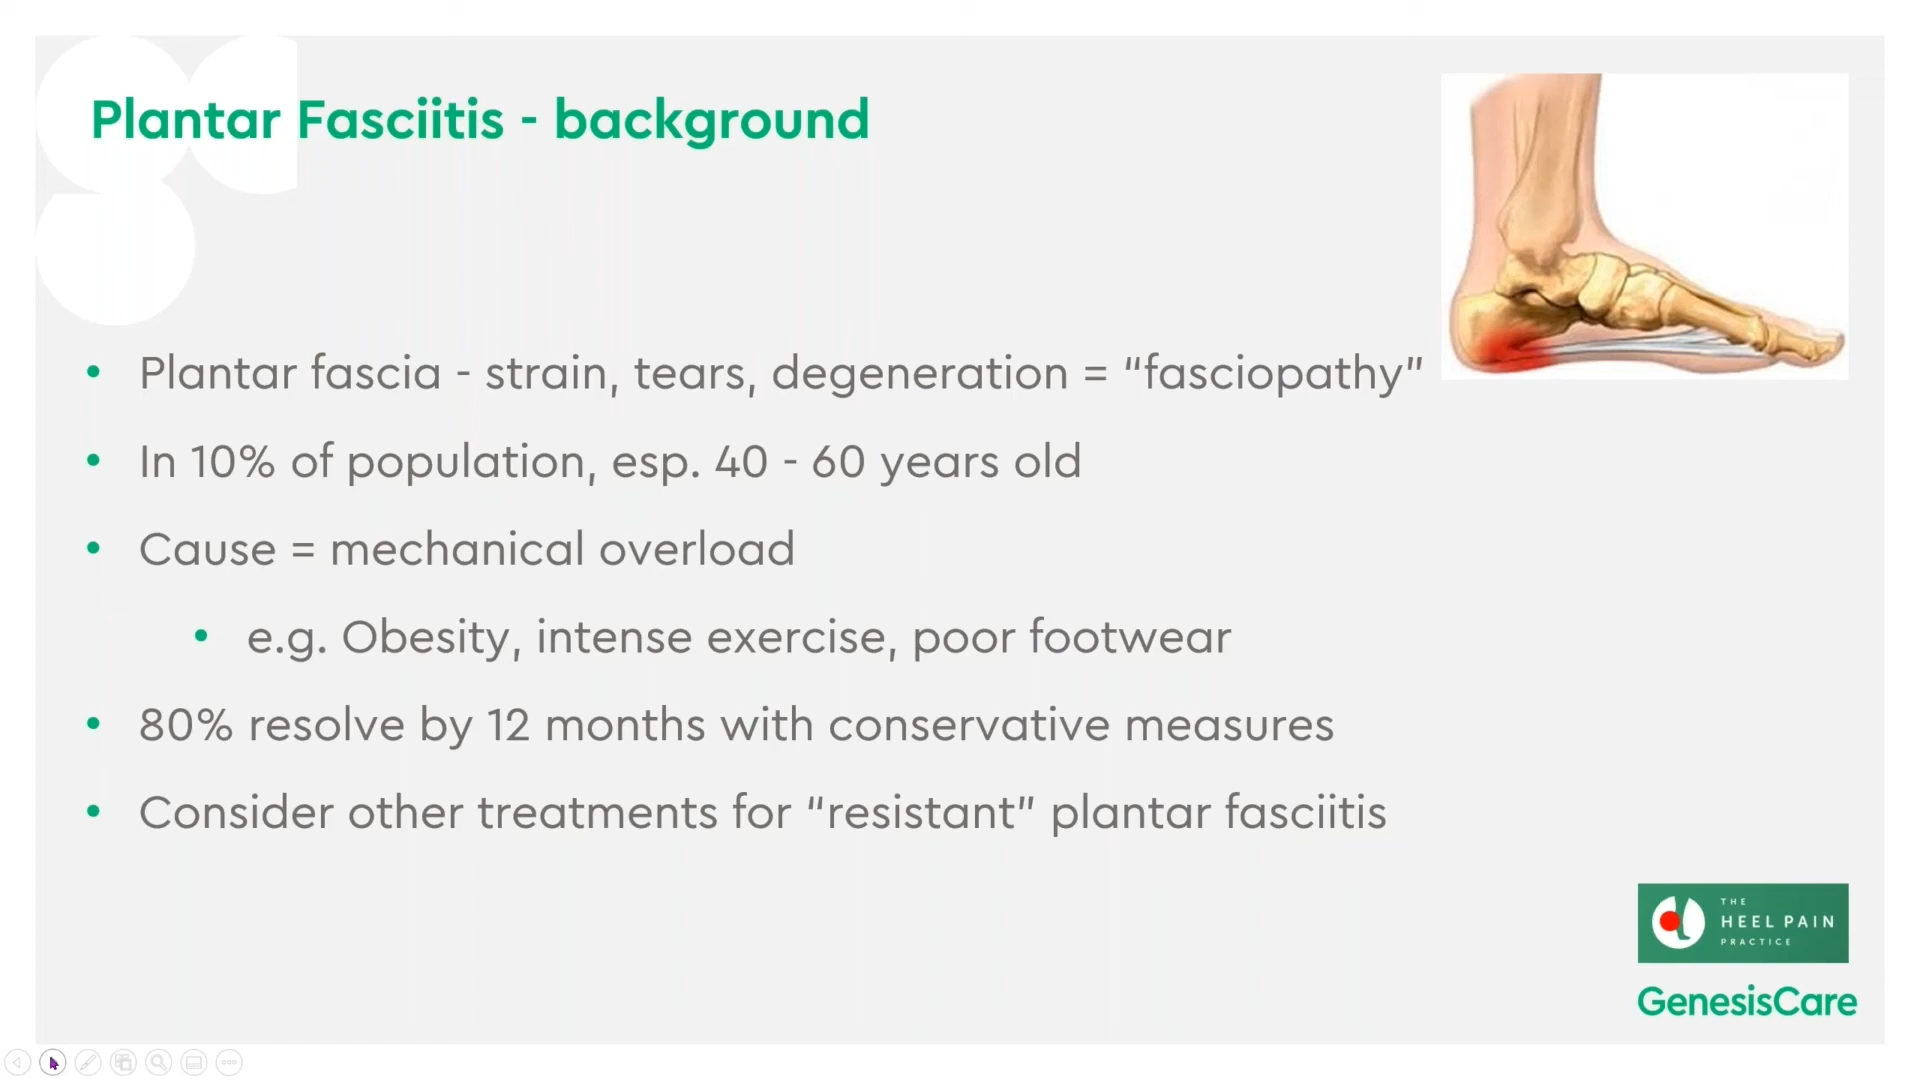 Plantar Fasciitis - background
• Plantar fascia - strain, tears, degeneration = “fasciopathy”
• In 10% of population, esp. 40 - 60 years old
• Cause = mechanical overload
• e.g. Obesity, intense exercise, poor footwear
• 80% resolve by 12 months with conservative measures
• Consider other treatments for “resistant” plantar fasciitis
THE
HEEL PAIN
PRACTICE
GenesisCare